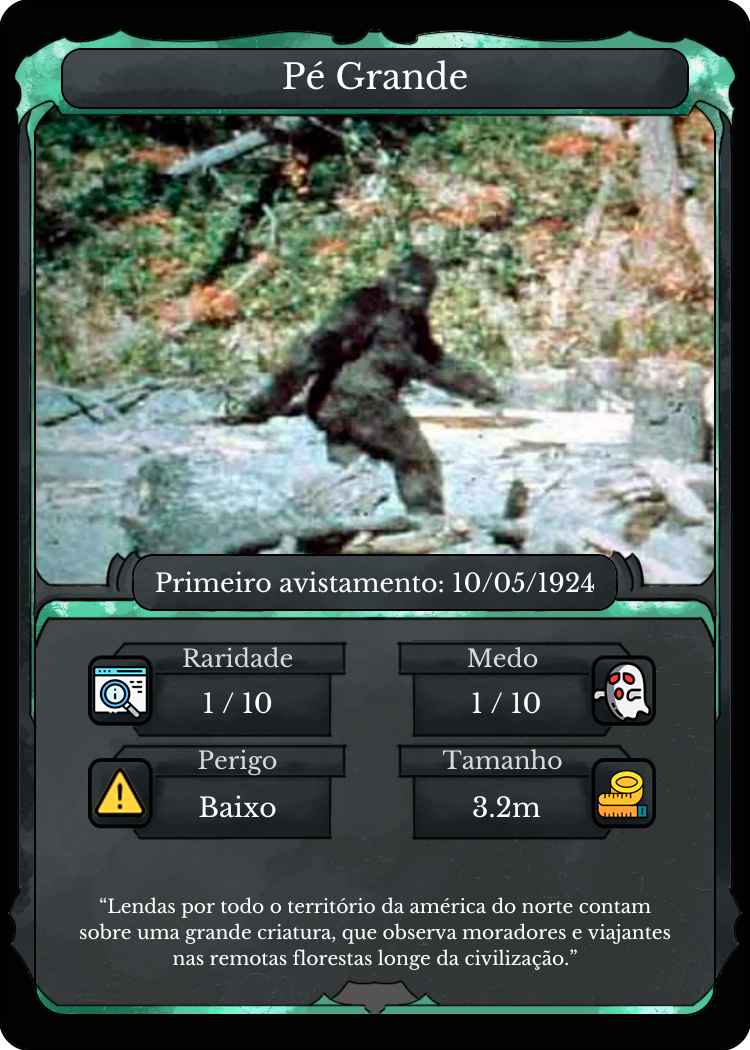 Pé Grande
Primeiro avistamento: 10/05/1924
Raridade
1 / 10
Medo
1 / 10
Perigo
Baixo
Tamanho
3.2m
“Lendas por todo o território da américa do norte contam
sobre uma grande criatura, que observa moradores e viajantes
nas remotas florestas longe da civilização.”